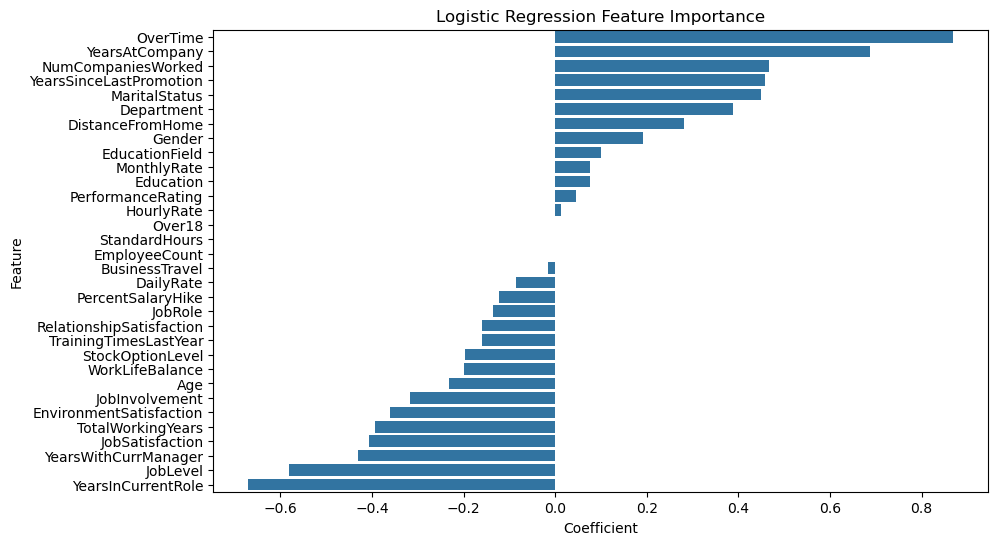 Logistic Regression Feature Importance
OverTime
YearsAtCompany
NumCompaniesWorked
YearsSinceLastPromotion
MaritalStatus
Department
DistanceFromHome
Gender
EducationField
MonthlyRate
Education
PerformanceRating
HourlyRate
Over18
StandardHours
EmployeeCount
BusinessTravel
DailyRate
PercentSalaryHike
JobRole
RelationshipSatisfaction
TrainingTimesLastYear
StockOptionLevel
WorkLifeBalance
Age
JobInvolvement
EnvironmentSatisfaction
TotalWorkingYears
JobSatisfaction
YearsWithCurrManager
JobLevel
YearsInCurrentRole
Feature
−0.6 −0.4 −0.2 0.0 0.2 0.4 0.6 0.8
Coefficient